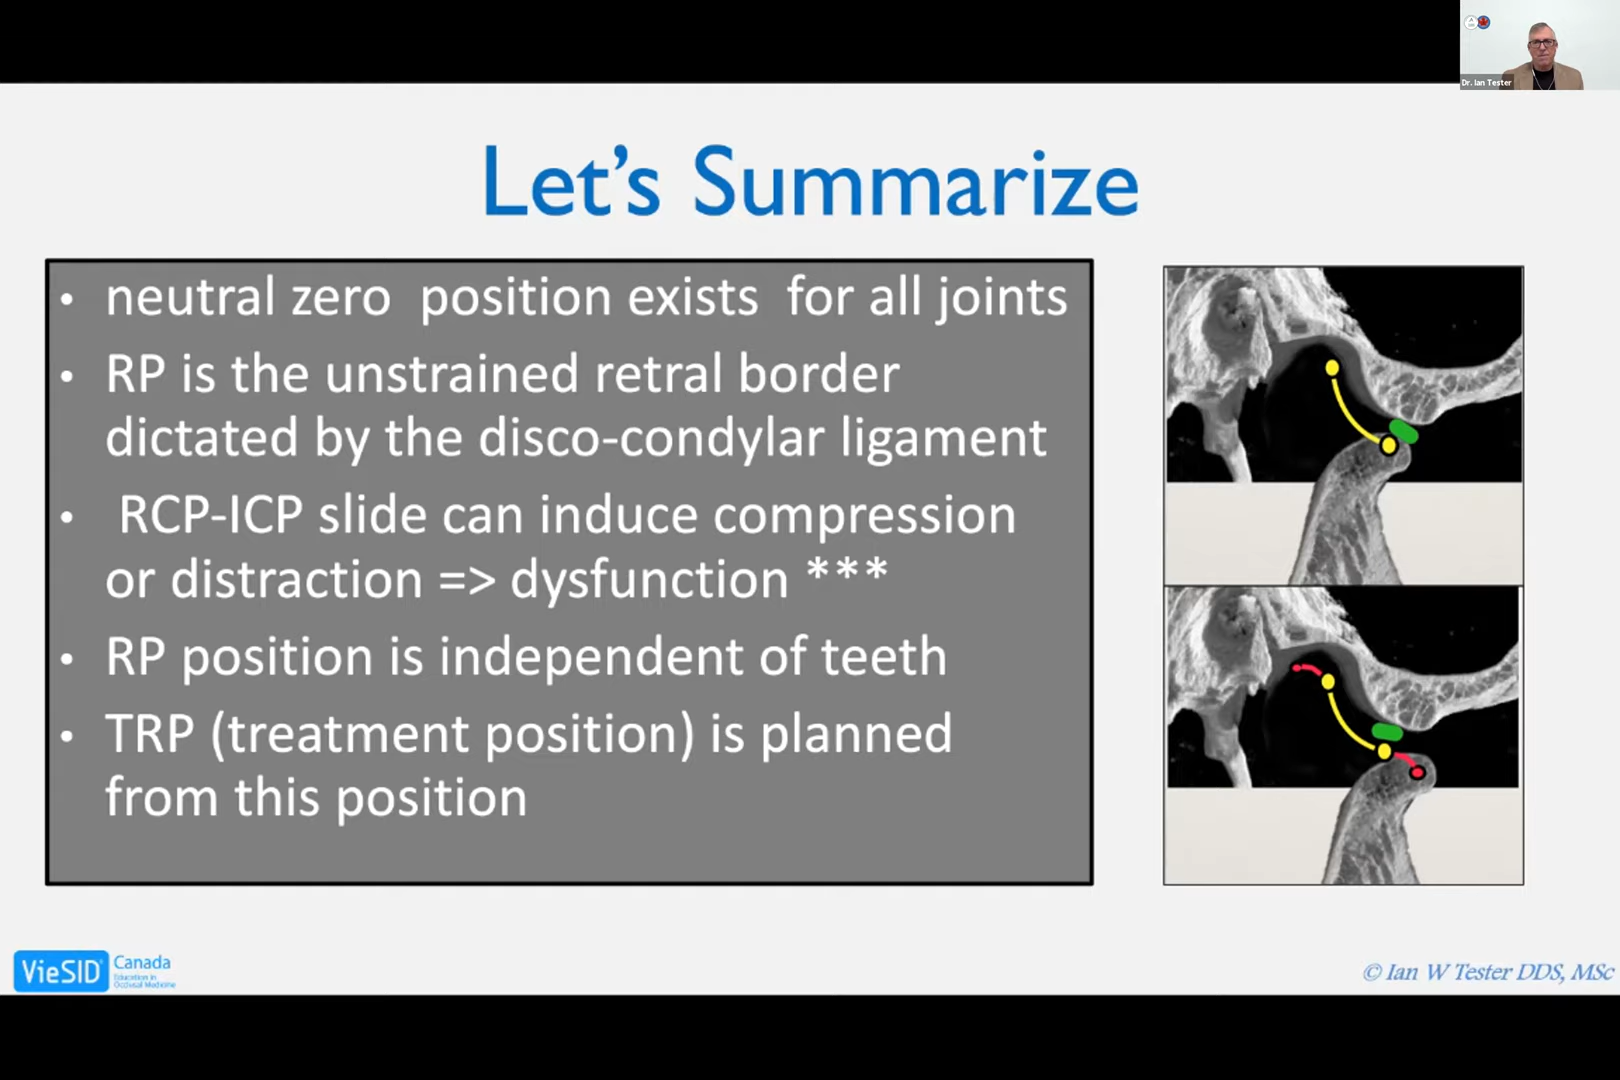 Dr. Ian Tester
Let's Summarize
• neutral zero position exists for all joints
• RP is the unstrained retral border
dictated by the disco-condylar ligament
• RCP-ICP slide can induce compression
or distraction => dysfunction ***
• RP position is independent of teeth
• TRP (treatment position) is planned
from this position
VieSID Canada
Education in
Occlusal Medicine
© Ian W Tester DDS, MSc